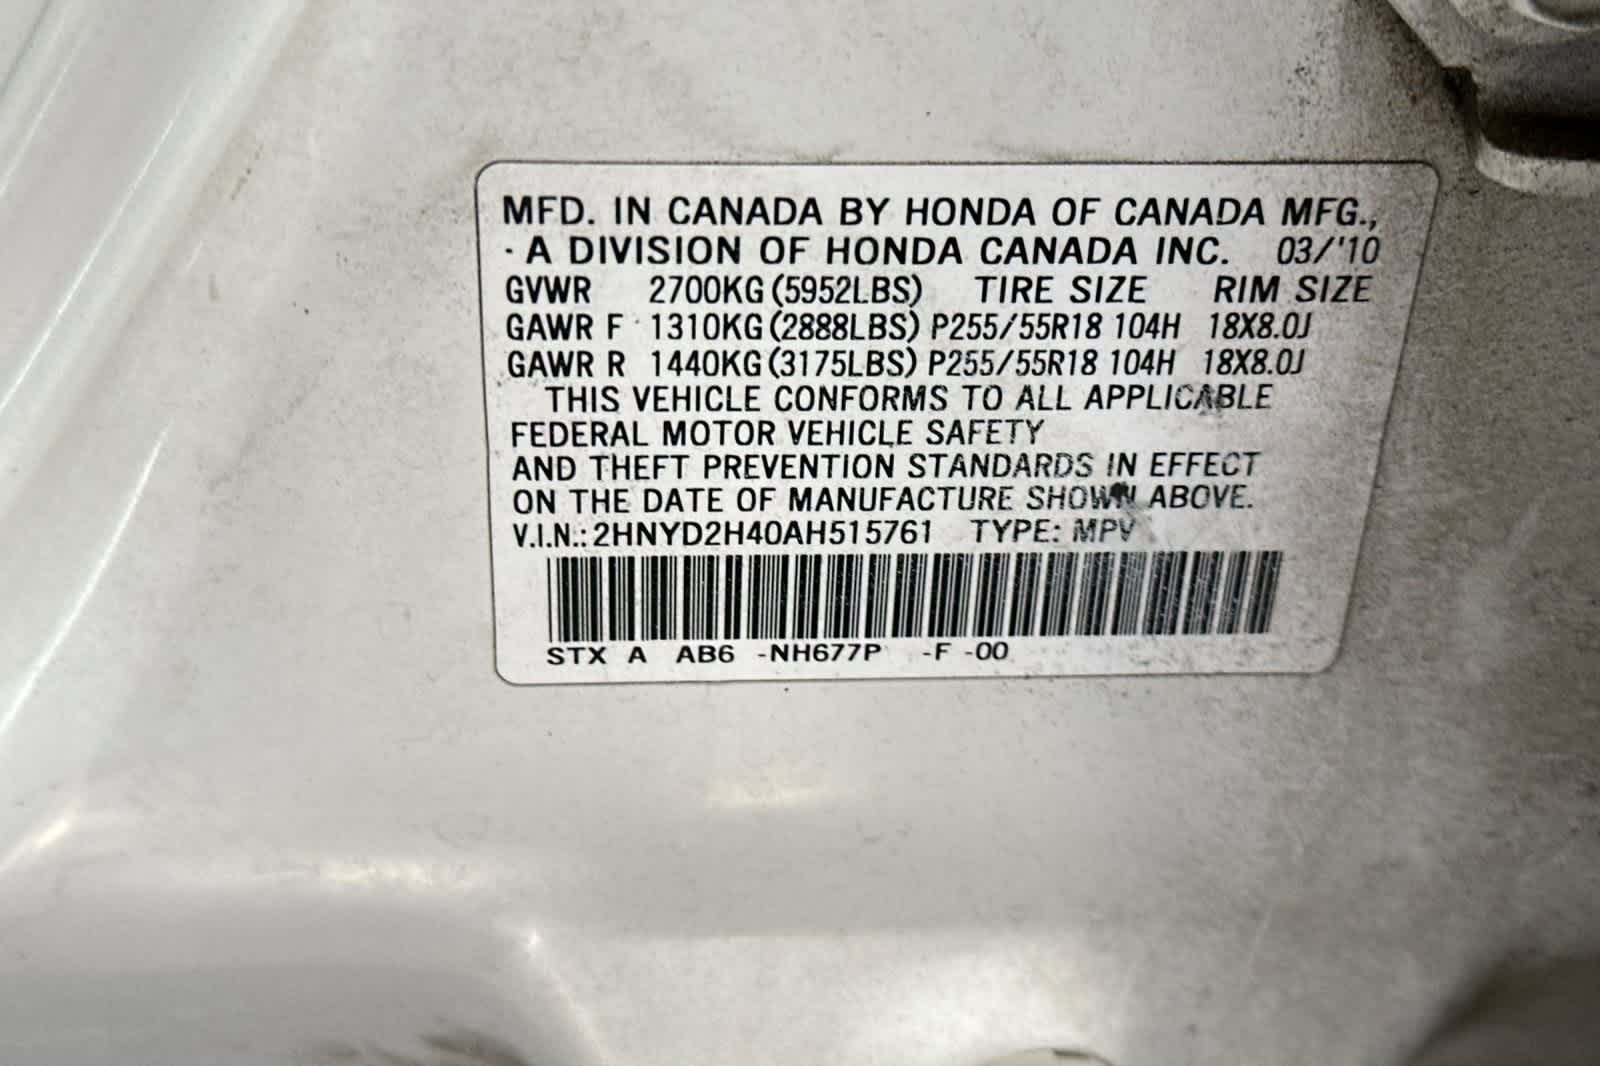 MFD. IN CANADA BY HONDA OF CANADA MFG.,
A DIVISION OF HONDA CANADA INC. 03/'10
GVWR 2700KG (5952LBS) TIRE SIZE RIM SIZE
GAWR F 1310KG (2888LBS) P255/55R18 104H 18X8.0J
GAWR R 1440KG (3175LBS) P255/55R18 104H 18X8.0J
THIS VEHICLE CONFORMS TO ALL APPLICABLE
FEDERAL MOTOR VEHICLE SAFETY
AND THEFT PREVENTION STANDARDS IN EFFECT
ON THE DATE OF MANUFACTURE SHOWN ABOVE.
V.I.N.: 2HNYD2H40AH515761 TYPE: MPV
STX A AB6 -NH677P -F -00